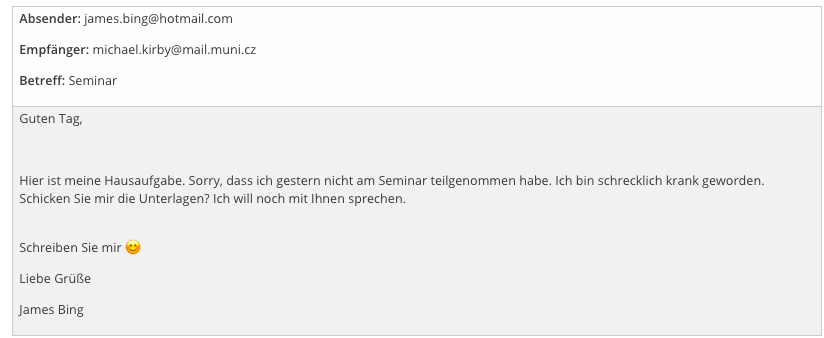 Absender: james.bing@hotmail.com
Empfänger: michael.kirby@mail.muni.cz
Betreff: Seminar
Guten Tag,
Hier ist meine Hausaufgabe. Sorry, dass ich gestern nicht am Seminar teilgenommen habe. Ich bin schrecklich krank geworden.
Schicken Sie mir die Unterlagen? Ich will noch mit Ihnen sprechen.
Schreiben Sie mir 😊
Liebe Grüße
James Bing